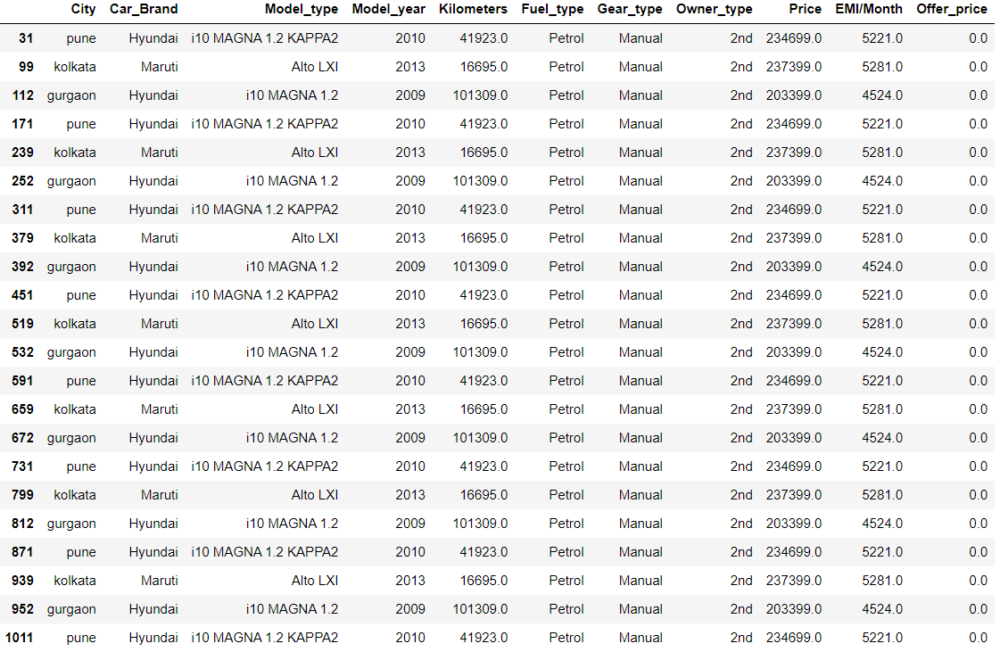 City Car_Brand Model_type Model_year Kilometers Fuel_type Gear_type Owner_type Price EMI/Month Offer_price
31 pune Hyundai i10 MAGNA 1.2 KAPPA2 2010 41923.0 Petrol Manual 2nd 234699.0 5221.0 0.0
99 kolkata Maruti Alto LXI 2013 16695.0 Petrol Manual 2nd 237399.0 5281.0 0.0
112 gurgaon Hyundai i10 MAGNA 1.2 2009 101309.0 Petrol Manual 2nd 203399.0 4524.0 0.0
171 pune Hyundai i10 MAGNA 1.2 KAPPA2 2010 41923.0 Petrol Manual 2nd 234699.0 5221.0 0.0
239 kolkata Maruti Alto LXI 2013 16695.0 Petrol Manual 2nd 237399.0 5281.0 0.0
252 gurgaon Hyundai i10 MAGNA 1.2 2009 101309.0 Petrol Manual 2nd 203399.0 4524.0 0.0
311 pune Hyundai i10 MAGNA 1.2 KAPPA2 2010 41923.0 Petrol Manual 2nd 234699.0 5221.0 0.0
379 kolkata Maruti Alto LXI 2013 16695.0 Petrol Manual 2nd 237399.0 5281.0 0.0
392 gurgaon Hyundai i10 MAGNA 1.2 2009 101309.0 Petrol Manual 2nd 203399.0 4524.0 0.0
451 pune Hyundai i10 MAGNA 1.2 KAPPA2 2010 41923.0 Petrol Manual 2nd 234699.0 5221.0 0.0
519 kolkata Maruti Alto LXI 2013 16695.0 Petrol Manual 2nd 237399.0 5281.0 0.0
532 gurgaon Hyundai i10 MAGNA 1.2 2009 101309.0 Petrol Manual 2nd 203399.0 4524.0 0.0
591 pune Hyundai i10 MAGNA 1.2 KAPPA2 2010 41923.0 Petrol Manual 2nd 234699.0 5221.0 0.0
659 kolkata Maruti Alto LXI 2013 16695.0 Petrol Manual 2nd 237399.0 5281.0 0.0
672 gurgaon Hyundai i10 MAGNA 1.2 2009 101309.0 Petrol Manual 2nd 203399.0 4524.0 0.0
731 pune Hyundai i10 MAGNA 1.2 KAPPA2 2010 41923.0 Petrol Manual 2nd 234699.0 5221.0 0.0
799 kolkata Maruti Alto LXI 2013 16695.0 Petrol Manual 2nd 237399.0 5281.0 0.0
812 gurgaon Hyundai i10 MAGNA 1.2 2009 101309.0 Petrol Manual 2nd 203399.0 4524.0 0.0
871 pune Hyundai i10 MAGNA 1.2 KAPPA2 2010 41923.0 Petrol Manual 2nd 234699.0 5221.0 0.0
939 kolkata Maruti Alto LXI 2013 16695.0 Petrol Manual 2nd 237399.0 5281.0 0.0
952 gurgaon Hyundai i10 MAGNA 1.2 2009 101309.0 Petrol Manual 2nd 203399.0 4524.0 0.0
1011 pune Hyundai i10 MAGNA 1.2 KAPPA2 2010 41923.0 Petrol Manual 2nd 234699.0 5221.0 0.0